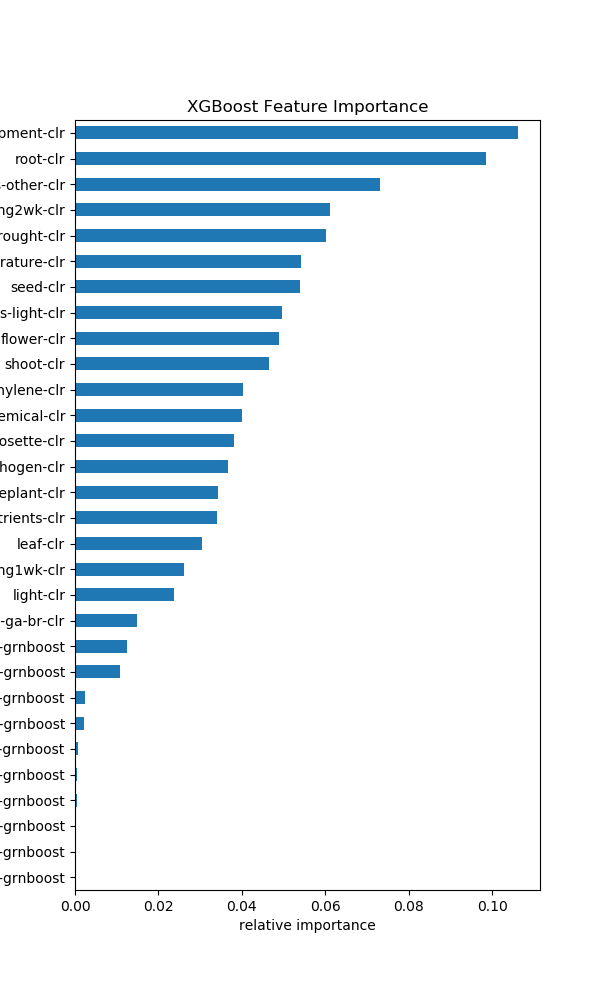 XGBoost Feature Importance
pment-clr
root-clr
-other-clr
ng2wk-clr
rought-clr
rature-clr
seed-clr
s-light-clr
flower-clr
shoot-clr
hylene-clr
emical-clr
osette-clr
hogen-clr
eplant-clr
trients-clr
leaf-clr
ng1wk-clr
light-clr
-ga-br-clr
-grnboost
-grnboost
-grnboost
-grnboost
-grnboost
-grnboost
-grnboost
-grnboost
-grnboost
-grnboost
0.00 0.02 0.04 0.06 0.08 0.10
relative importance